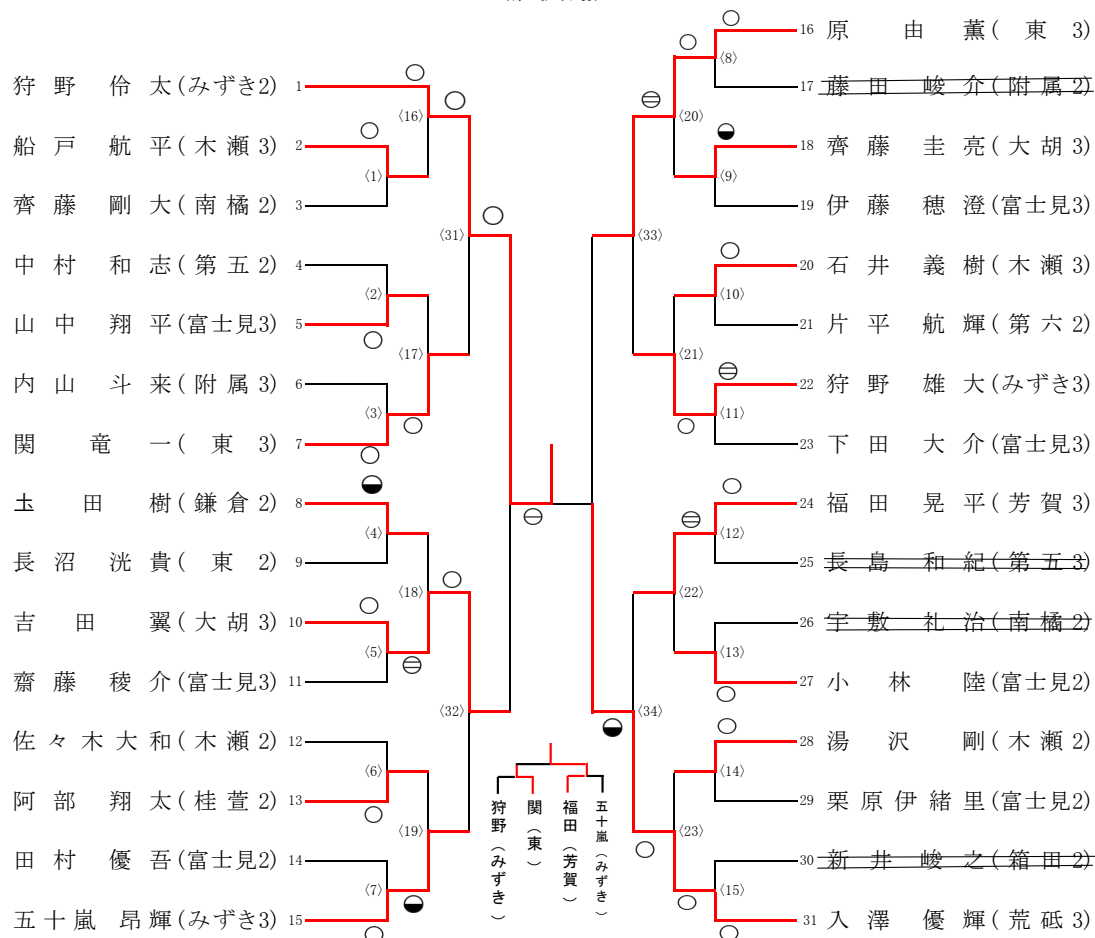 狩野伶太(みずき2) 1
船戸航平(木瀬3) 2
齊藤剛大(南橘2) 3
中村和志(第五2) 4
山中翔平(富士見3) 5
内山斗来(附属3) 6
関竜一(東3) 7
玉田樹(鎌倉2) 8
長沼洸貴(東2) 9
吉田翼(大胡3) 10
齋藤稜介(富士見3) 11
佐々木大和(木瀬2) 12
阿部翔太(桂萱2) 13
田村優吾(富士見2) 14
五十嵐昂輝(みずき3) 15
〈16〉
〈1〉
〈31〉
〈2〉
〈17〉
〈3〉
〈4〉
〈18〉
〈5〉
〈32〉
〈6〉
〈19〉
〈7〉
狩野(みずき)
関(東)
福田(芳賀)
五十嵐(みずき)
〈8〉
〈20〉
〈9〉
〈33〉
〈10〉
〈21〉
〈11〉
〈12〉
〈22〉
〈13〉
〈34〉
〈14〉
〈23〉
〈15〉
16 原由薫(東3)
17 藤田峻介(附属2)
18 齊藤圭亮(大胡3)
19 伊藤穂澄(富士見3)
20 石井義樹(木瀬3)
21 片平航輝(第六2)
22 狩野雄大(みずき3)
23 下田大介(富士見3)
24 福田晃平(芳賀3)
25 長島和紀(第五3)
26 宇敷礼治(南橘2)
27 小林陸(富士見2)
28 湯沢剛(木瀬2)
29 栗原伊緒里(富士見2)
30 新井峻之(箱田2)
31 入澤優輝(荒砥3)